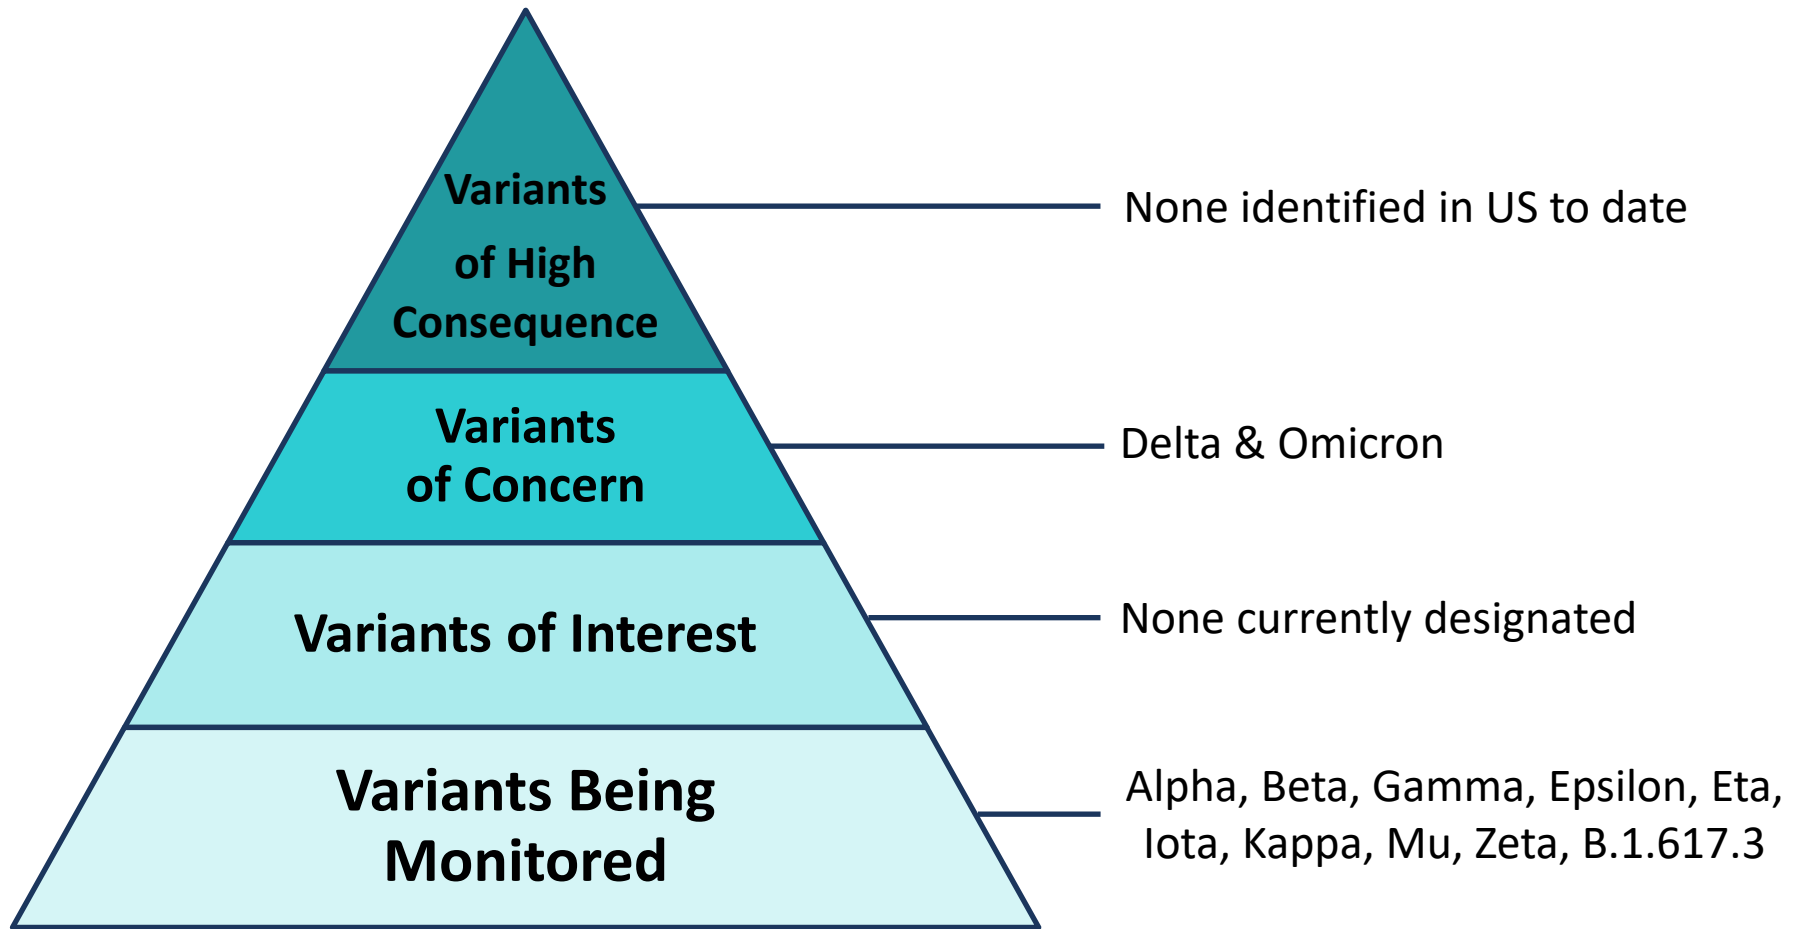 Variants
of High
Consequence
None identified in US to date
Variants
of Concern
Delta & Omicron
Variants of Interest
None currently designated
Variants Being
Monitored
Alpha, Beta, Gamma, Epsilon, Eta,
Iota, Kappa, Mu, Zeta, B.1.617.3